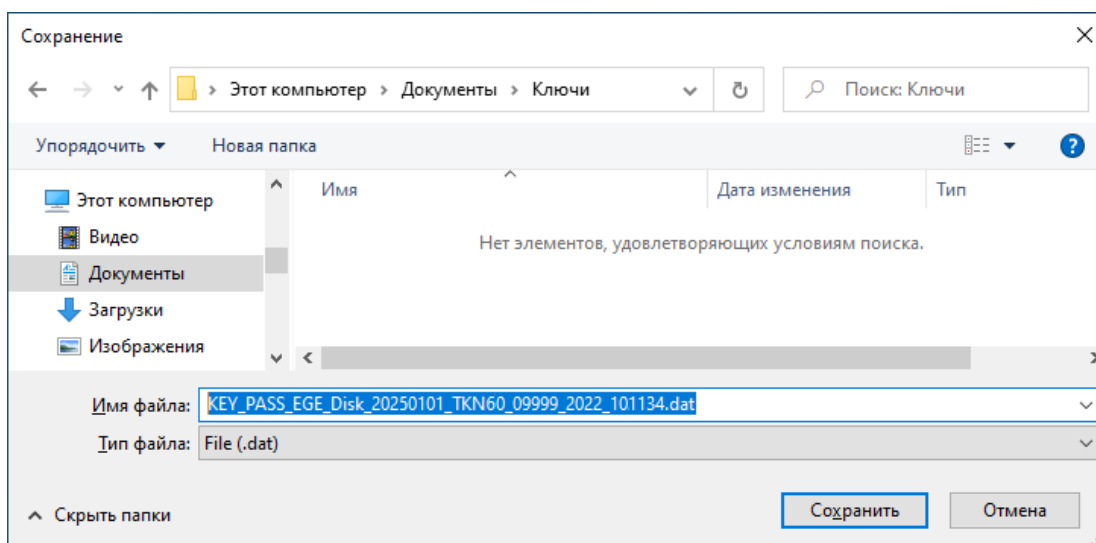 Сохранение
Этот компьютер > Документы > Ключи
Поиск: Ключи
Упорядочить
Новая папка
Этот компьютер
Видео
Документы
Загрузки
Изображения
Имя
Дата изменения
Тип
Нет элементов, удовлетворяющих условиям поиска.
Имя файла: KEY_PASS_EGE_Disk_20250101_TKN60_09999_2022_101134.dat
Тип файла: File (.dat)
Скрыть папки
Сохранить
Отмена